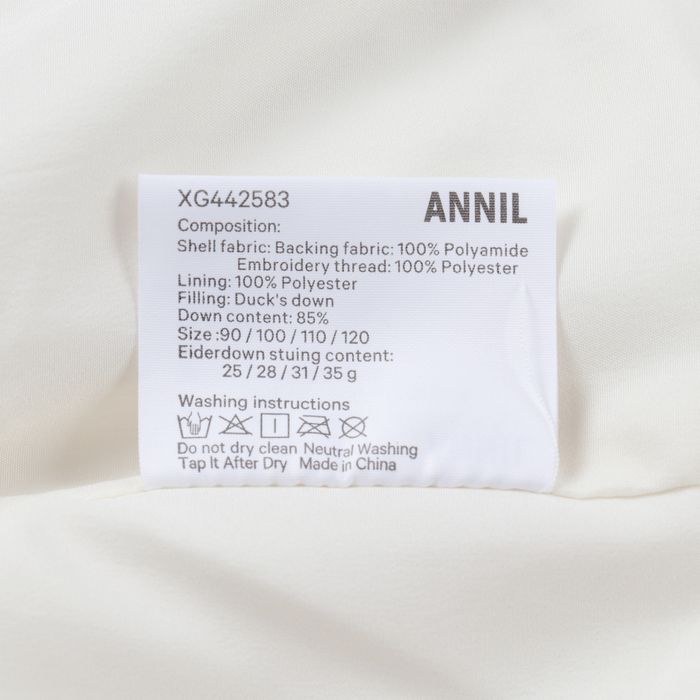 XG442583
ANNIL
Composition:
Shell fabric: Backing fabric: 100% Polyamide
Embroidery thread: 100% Polyester
Lining: 100% Polyester
Filling: Duck's down
Down content: 85%
Size :90 / 100 / 110 / 120
Eiderdown stuing content:
25 / 28 / 31 / 35 g
Washing instructions
Do not dry clean Neutral Washing
Tap It After Dry Made in China